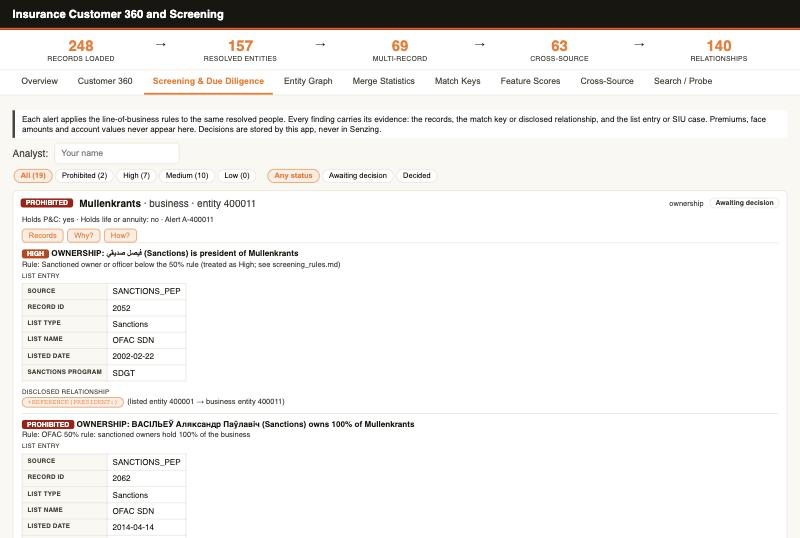 Insurance Customer 360 and Screening
248 → 157 → 69 → 63 → 140
RECORDS LOADED RESOLVED ENTITIES MULTI-RECORD CROSS-SOURCE RELATIONSHIPS
Overview Customer 360 Screening & Due Diligence Entity Graph Merge Statistics Match Keys Feature Scores Cross-Source Search / Probe
Each alert applies the line-of-business rules to the same resolved people. Every finding carries its evidence: the records, the match key or disclosed relationship, and the list entry or SIU case. Premiums, face
amounts and account values never appear here. Decisions are stored by this app, never in Senzing.
Analyst: Your name
All (19) Prohibited (2) High (7) Medium (10) Low (0) Any status Awaiting decision Decided
PROHIBITED Mullenkrants · business · entity 400011 ownership Awaiting decision
Holds P&C: yes · Holds life or annuity: no · Alert A-400011
Records Why? How?
HIGH OWNERSHIP: فيصل صديقي (Sanctions) is president of Mullenkrants
Rule: Sanctioned owner or officer below the 50% rule (treated as High; see screening_rules.md)
LIST ENTRY
SOURCE SANCTIONS_PEP
RECORD ID 2052
LIST TYPE Sanctions
LIST NAME OFAC SDN
LISTED DATE 2002-02-22
SANCTIONS PROGRAM SDGT
DISCLOSED RELATIONSHIP
+REFERENCE(PRESIDENT:) (listed entity 400001 → business entity 400011)
PROHIBITED OWNERSHIP: ВАСІЛЬЕЎ Аляксандр Паўлавіч (Sanctions) owns 100% of Mullenkrants
Rule: OFAC 50% rule: sanctioned owners hold 100% of the business
LIST ENTRY
SOURCE SANCTIONS_PEP
RECORD ID 2062
LIST TYPE Sanctions
LIST NAME OFAC SDN
LISTED DATE 2014-04-14